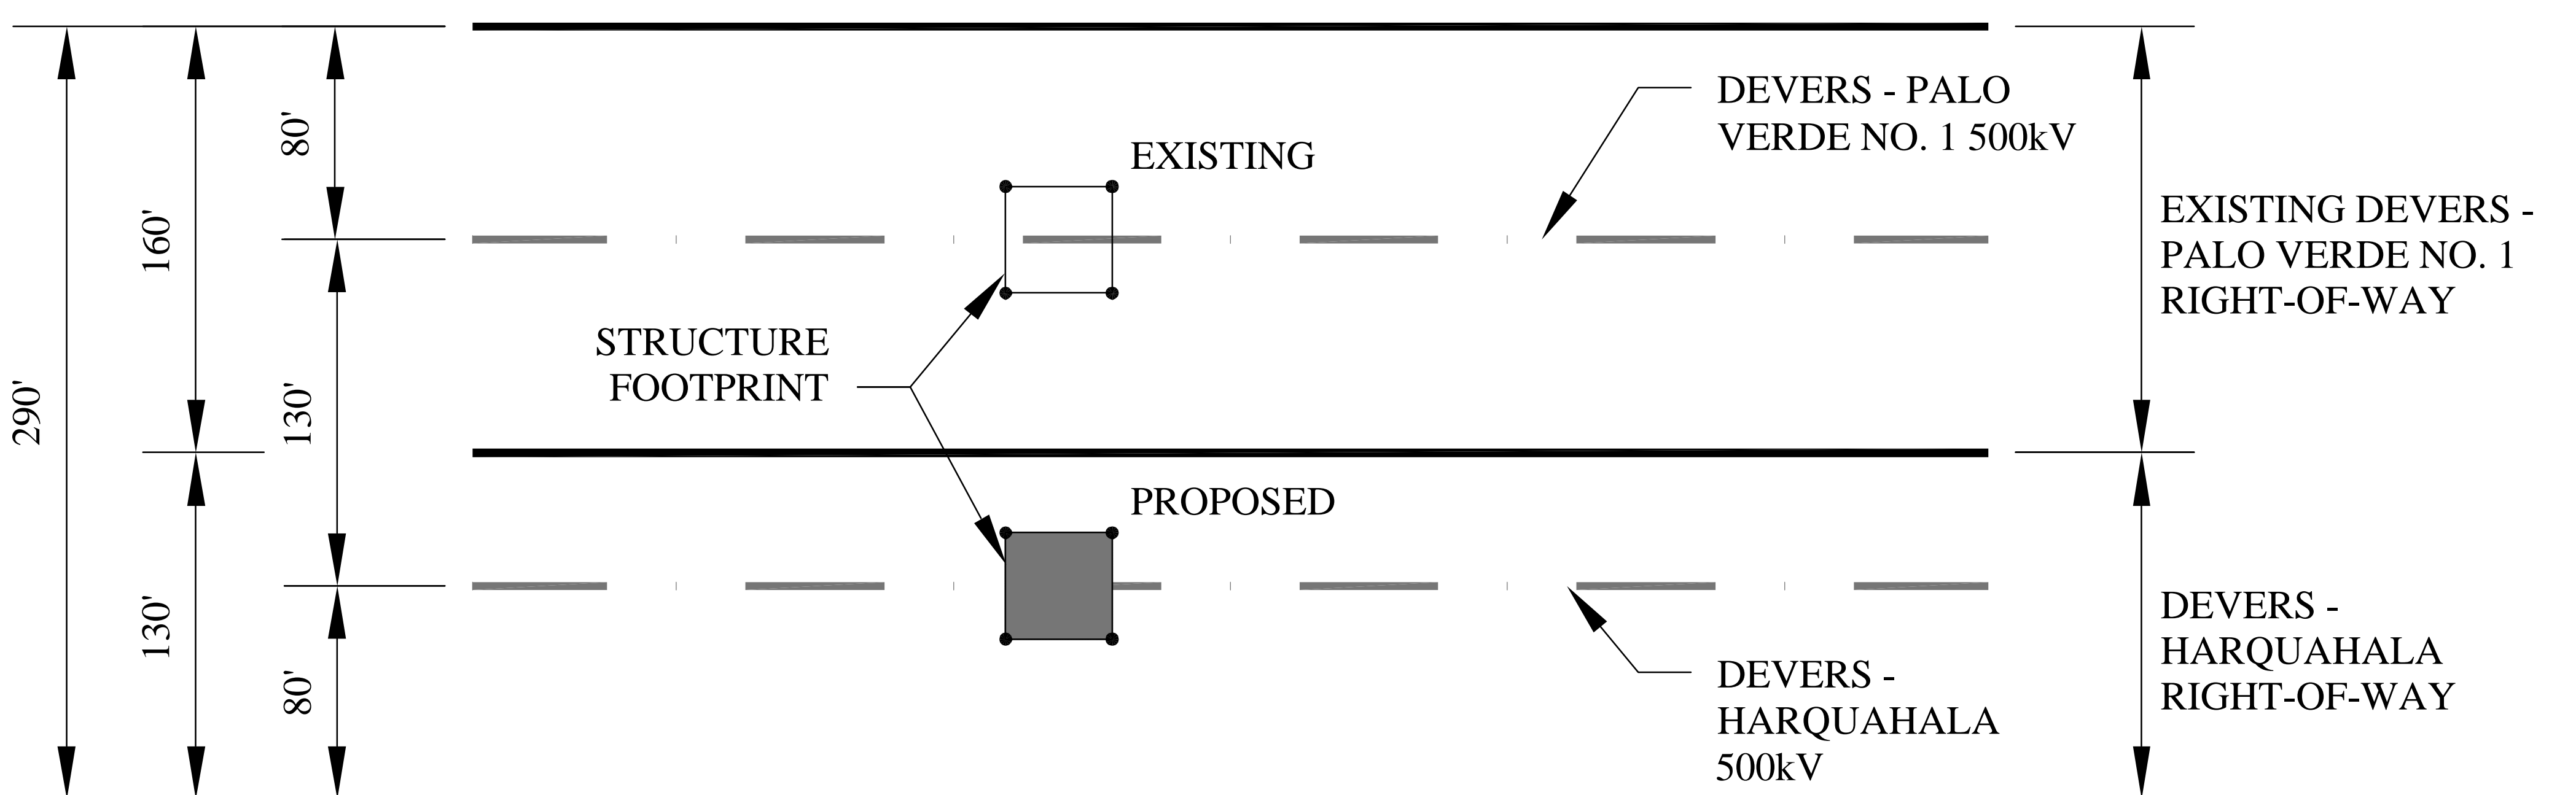 290'
160'
130'
80'
130'
80'
EXISTING
STRUCTURE
FOOTPRINT
PROPOSED
DEVERS - PALO
VERDE NO. 1 500kV
DEVERS -
HARQUAHALA
500kV
EXISTING DEVERS -
PALO VERDE NO. 1
RIGHT-OF-WAY
DEVERS -
HARQUAHALA
RIGHT-OF-WAY